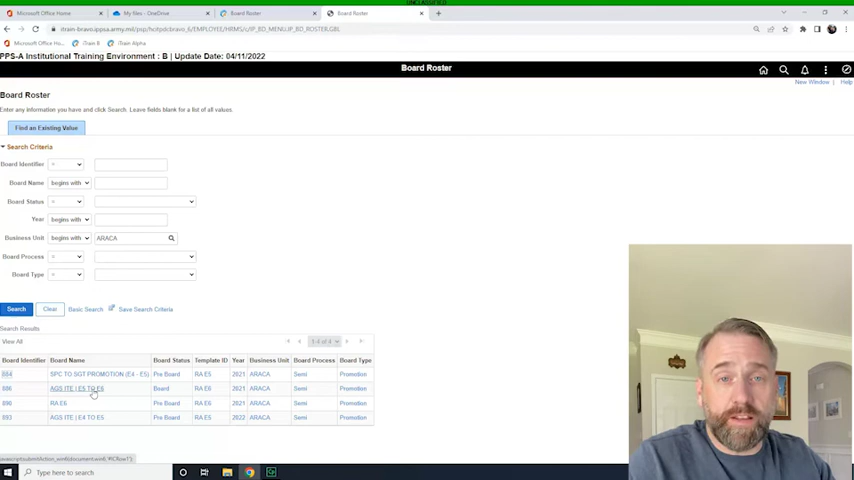 UNCLASSIFIED
Microsoft Office Home
My files - OneDrive
Board Roster
Board Roster
itrain-bravo.ippsa.army.mil/psp/hcitpdcbravo_6/EMPLOYEE/HRMS/c/IP_BD_MENU.IP_BD_ROSTER.GBL
Microsoft Office Ho...
iTrain B
iTrain Alpha
IPPS-A Institutional Training Environment : B | Update Date: 04/11/2022
Board Roster
New Window | Help
Board Roster
Enter any information you have and click Search. Leave fields blank for a list of all values.
Find an Existing Value
Search Criteria
Board Identifier =
Board Name begins with
Board Status =
Year begins with
Business Unit begins with ARACA
Board Process =
Board Type =
Search Clear Basic Search Save Search Criteria
Search Results
View All 1-4 of 4
Board Identifier Board Name Board Status Template ID Year Business Unit Board Process Board Type
884 SPC TO SGT PROMOTION (E4 - E5) Pre Board RA E5 2021 ARACA Semi Promotion
886 AGS ITE | E5 TO E6 Board RA E6 2021 ARACA Semi Promotion
890 RA E6 Pre Board RA E6 2021 ARACA Semi Promotion
893 AGS ITE | E4 TO E5 Pre Board RA E5 2022 ARACA Semi Promotion
javascript:submitAction_win6(document.win6,'#ICRow1');
Type here to search